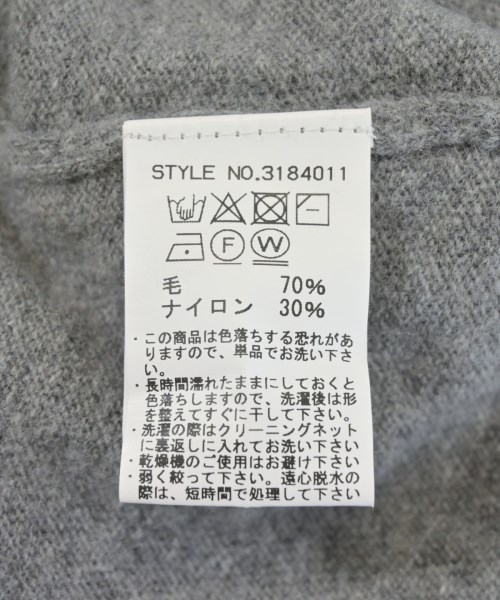 STYLE NO.3184011
F W
毛 70%
ナイロン 30%
・この商品は色落ちする恐れがあ
りますので、単品でお洗い下さ
い。
・長時間濡れたままにしておくと
色落ちしますので、洗濯後は形
を整えてすぐに干して下さい。
・洗濯の際はクリーニングネット
に裏返しに入れてお洗い下さい
・乾燥機のご使用はお避け下さい
・弱く絞って下さい。遠心脱水の
際は、短時間で処理して下さい